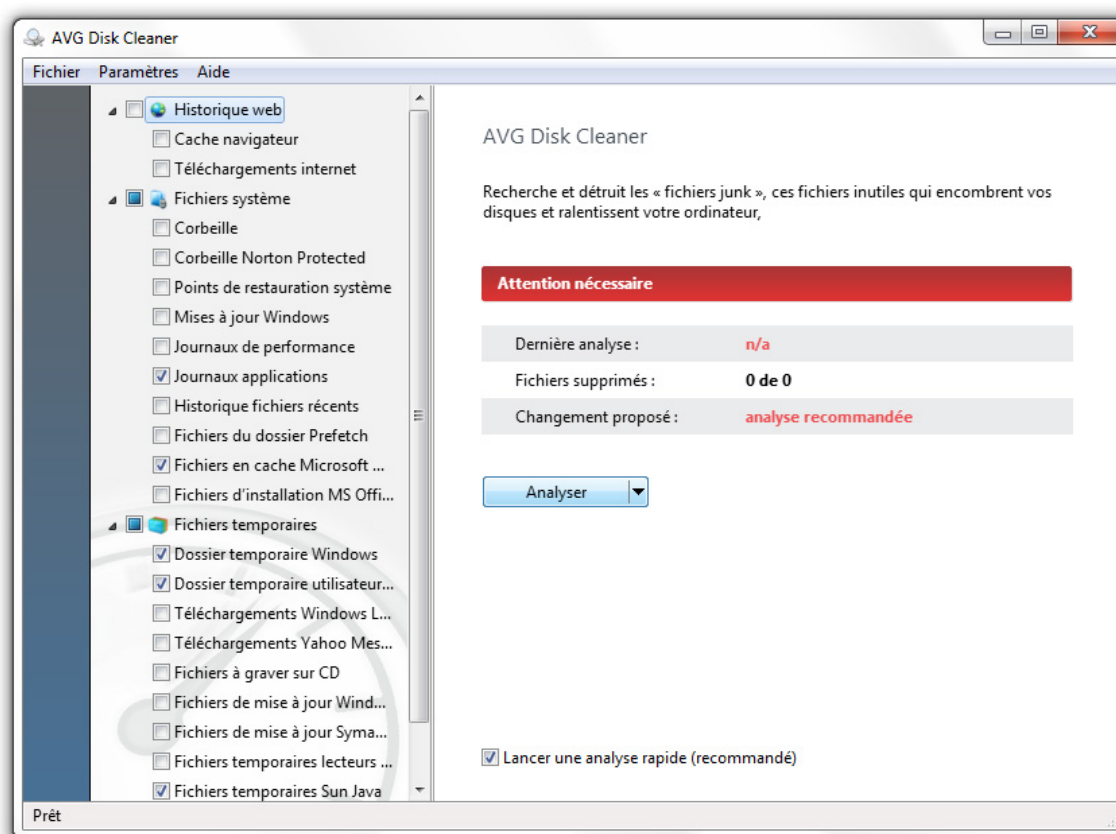 AVG Disk Cleaner
Fichier Paramètres Aide
Historique web
Cache navigateur
Téléchargements internet
Fichiers système
Corbeille
Corbeille Norton Protected
Points de restauration système
Mises à jour Windows
Journaux de performance
Journaux applications
Historique fichiers récents
Fichiers du dossier Prefetch
Fichiers en cache Microsoft ...
Fichiers d'installation MS Offi...
Fichiers temporaires
Dossier temporaire Windows
Dossier temporaire utilisateur...
Téléchargements Windows L...
Téléchargements Yahoo Mes...
Fichiers à graver sur CD
Fichiers de mise à jour Wind...
Fichiers de mise à jour Syma...
Fichiers temporaires lecteurs ...
Fichiers temporaires Sun Java
AVG Disk Cleaner
Recherche et détruit les « fichiers junk », ces fichiers inutiles qui encombrent vos
disques et ralentissent votre ordinateur,
Attention nécessaire
Dernière analyse : n/a
Fichiers supprimés : 0 de 0
Changement proposé : analyse recommandée
Analyser
Lancer une analyse rapide (recommandé)
Prêt